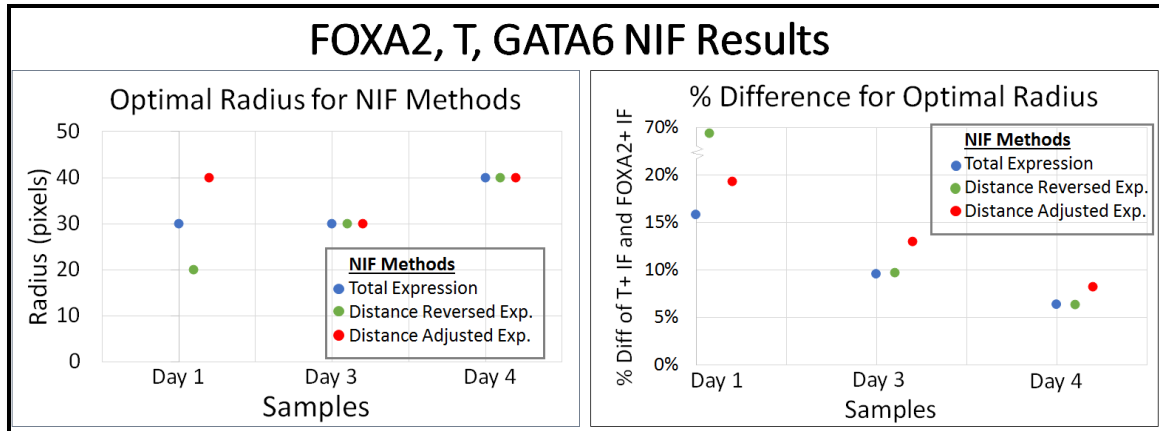 FOXA2, T, GATA6 NIF Results
Optimal Radius for NIF Methods
Radius (pixels)
50
40
30
20
10
0
NIF Methods
Total Expression
Distance Reversed Exp.
Distance Adjusted Exp.
Day 1
Day 3
Day 4
Samples
% Difference for Optimal Radius
% Diff of T+ IF and FOXA2+ IF
70%
20%
15%
10%
5%
0%
NIF Methods
Total Expression
Distance Reversed Exp.
Distance Adjusted Exp.
Day 1
Day 3
Day 4
Samples